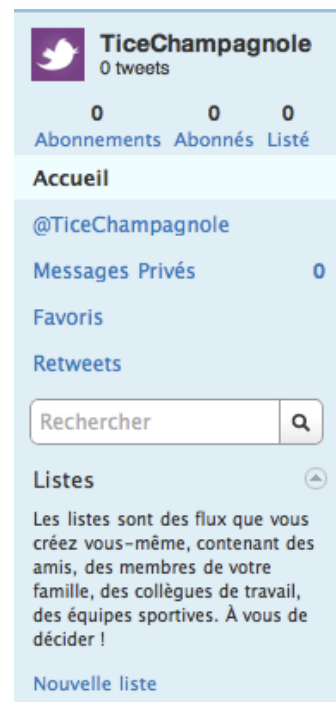 TiceChampagnole
0 tweets
0 0 0
Abonnements Abonnés Listé
Accueil
@TiceChampagnole
Messages Privés 0
Favoris
Retweets
Rechercher
Listes
Les listes sont des flux que vous
créez vous-même, contenant des
amis, des membres de votre
famille, des collègues de travail,
des équipes sportives. À vous de
décider !
Nouvelle liste